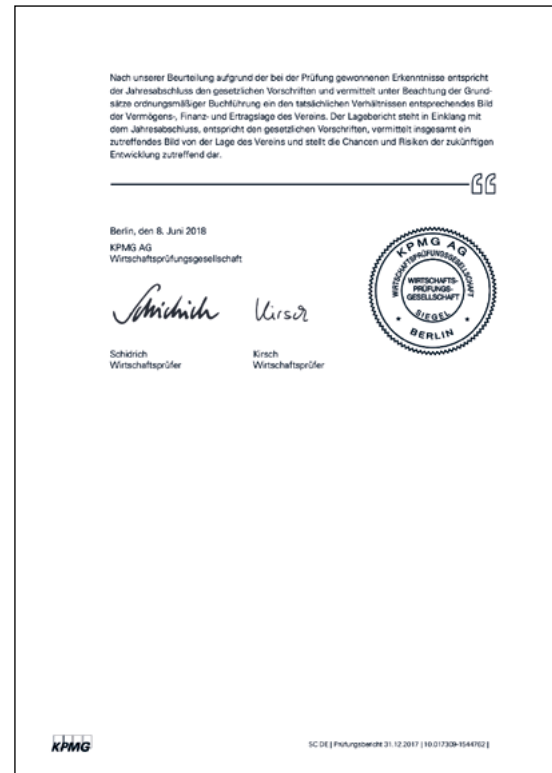 Nach unserer Beurteilung aufgrund der bei der Prüfung gewonnenen Erkenntnisse entspricht
der Jahresabschluss den gesetzlichen Vorschriften und vermittelt unter Beachtung der Grund-
sätze ordnungsmäßiger Buchführung ein den tatsächlichen Verhältnissen entsprechendes Bild
der Vermögens-, Finanz- und Ertragslage des Vereins. Der Lagebericht steht in Einklang mit
dem Jahresabschluss, entspricht den gesetzlichen Vorschriften, vermittelt insgesamt ein
zutreffendes Bild von der Lage des Vereins und stellt die Chancen und Risiken der zukünftigen
Entwicklung zutreffend dar.
Berlin, den 8. Juni 2018
KPMG AG
Wirtschaftsprüfungsgesellschaft
KPMG AG
WIRTSCHAFTSPRÜFUNGSGESELLSCHAFT
WIRTSCHAFTS-
PRÜFUNGS-
GESELLSCHAFT
SIEGEL
BERLIN
Schidrich
Kirsch
Schidrich
Wirtschaftsprüfer
Kirsch
Wirtschaftsprüfer
KPMG
SC DE | Prüfungsbericht 31.12.2017 | 10.017309-1544762 |